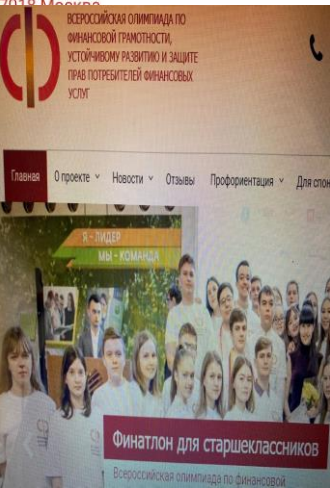 2018 Москва
ВСЕРОССИЙСКАЯ ОЛИМПИАДА ПО
ФИНАНСОВОЙ ГРАМОТНОСТИ,
УСТОЙЧИВОМУ РАЗВИТИЮ И ЗАЩИТЕ
ПРАВ ПОТРЕБИТЕЛЕЙ ФИНАНСОВЫХ
УСЛУГ
Главная О проекте Новости Отзывы Профориентация Для спон
Я - ЛИДЕР
МЫ - КОМАНДА
Финатлон для старшеклассников
Всероссийская олимпиада по финансовой